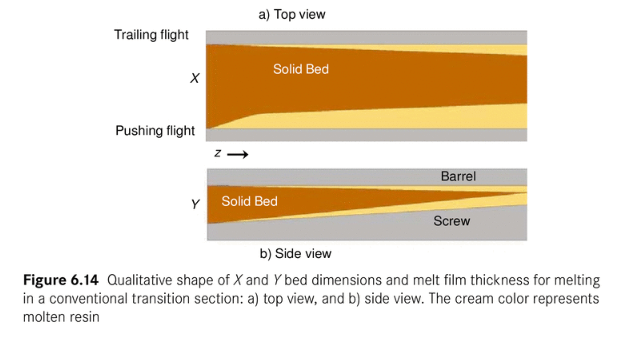 a) Top view
Trailing flight
Solid Bed
X
Pushing flight
z
Barrel
Solid Bed
Y
Screw
b) Side view
Figure 6.14 Qualitative shape of X and Y bed dimensions and melt film thickness for melting
in a conventional transition section: a) top view, and b) side view. The cream color represents
molten resin